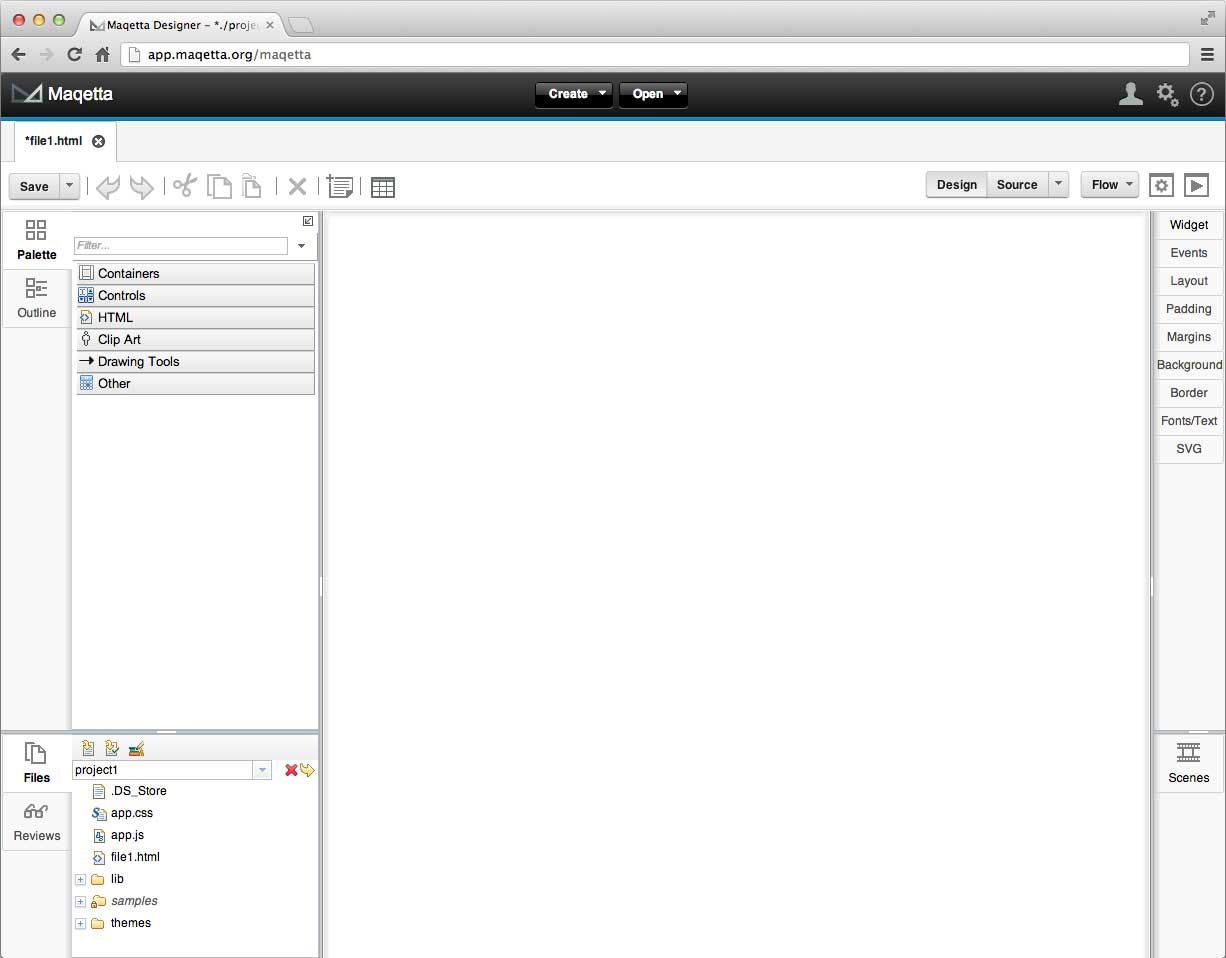 Maqetta Designer – *./proje
app.maqetta.org/maqetta
Maqetta
Create
Open
*file1.html
Save
Design
Source
Flow
Palette
Outline
Filter...
Containers
Controls
HTML
Clip Art
Drawing Tools
Other
Widget
Events
Layout
Padding
Margins
Background
Border
Fonts/Text
SVG
Files
Reviews
project1
.DS_Store
app.css
app.js
file1.html
lib
samples
themes
Scenes